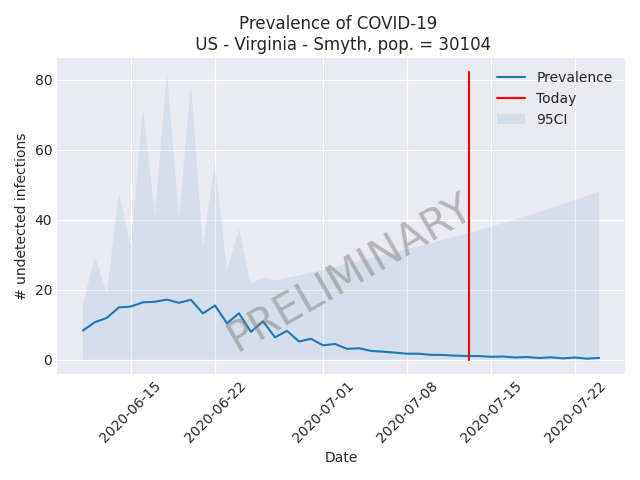 Prevalence of COVID-19
US - Virginia - Smyth, pop. = 30104
80
60
40
20
0
# undetected infections
Prevalence
Today
95CI
PRELIMINARY
2020-06-15
2020-06-22
2020-07-01
2020-07-08
2020-07-15
2020-07-22
Date